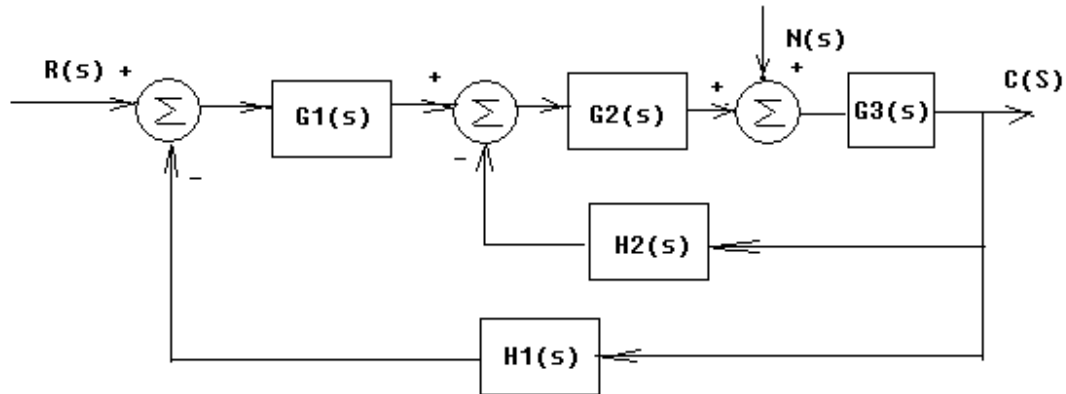 N(s)
R(s) +
+
+
+
C(S)
Σ
G1(s)
Σ
G2(s)
Σ
G3(s)
-
-
H2(s)
H1(s)